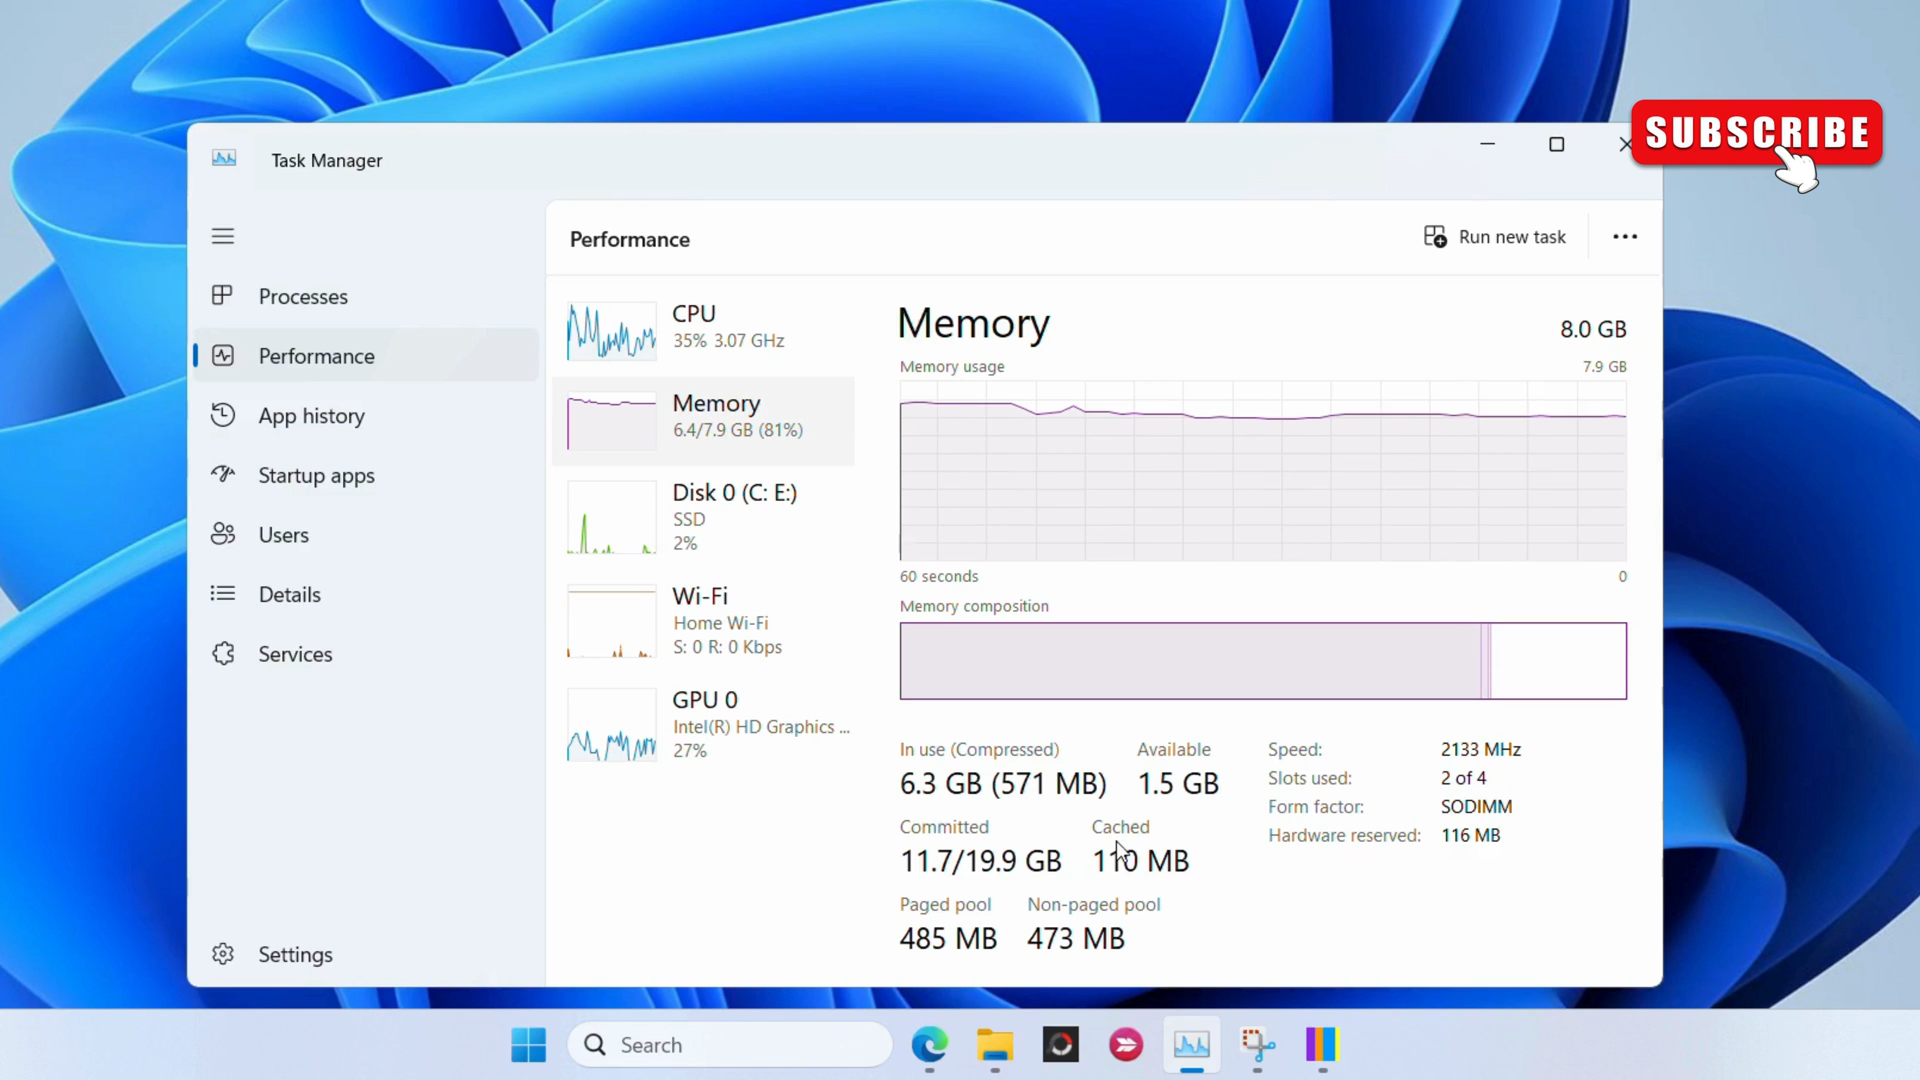 SUBSCRIBE
Task Manager
Performance
Run new task
Processes
Performance
App history
Startup apps
Users
Details
Services
Settings
CPU
35% 3.07 GHz
Memory
6.4/7.9 GB (81%)
Disk 0 (C: E:)
SSD
2%
Wi-Fi
Home Wi-Fi
S: 0 R: 0 Kbps
GPU 0
Intel(R) HD Graphics ...
27%
Memory 8.0 GB
Memory usage 7.9 GB
60 seconds 0
Memory composition
In use (Compressed) Available
6.3 GB (571 MB) 1.5 GB
Committed Cached
11.7/19.9 GB 110 MB
Paged pool Non-paged pool
485 MB 473 MB
Speed: 2133 MHz
Slots used: 2 of 4
Form factor: SODIMM
Hardware reserved: 116 MB
Search